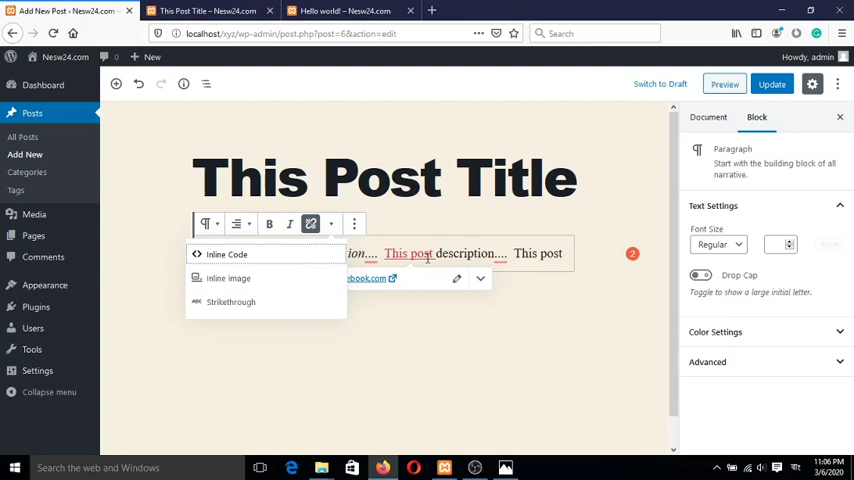 Add New Post ‹ Nesw24.com —
This Post Title – Nesw24.com
Hello world! – Nesw24.com
localhost/xyz/wp-admin/post.php?post=6&action=edit
Search
Nesw24.com
0
New
Howdy, admin
Dashboard
Posts
All Posts
Add New
Categories
Tags
Media
Pages
Comments
Appearance
Plugins
Users
Tools
Settings
Collapse menu
Switch to Draft
Preview
Update
This Post Title
B
I
ion.... This post description.... This post
2
ebook.com
Inline Code
Inline image
ABC
Strikethrough
Document
Block
Paragraph
Start with the building block of all
narrative.
Text Settings
Font Size
Regular
Reset
Drop Cap
Toggle to show a large initial letter.
Color Settings
Advanced
Type here to search
বাং
11:06 PM
3/6/2020